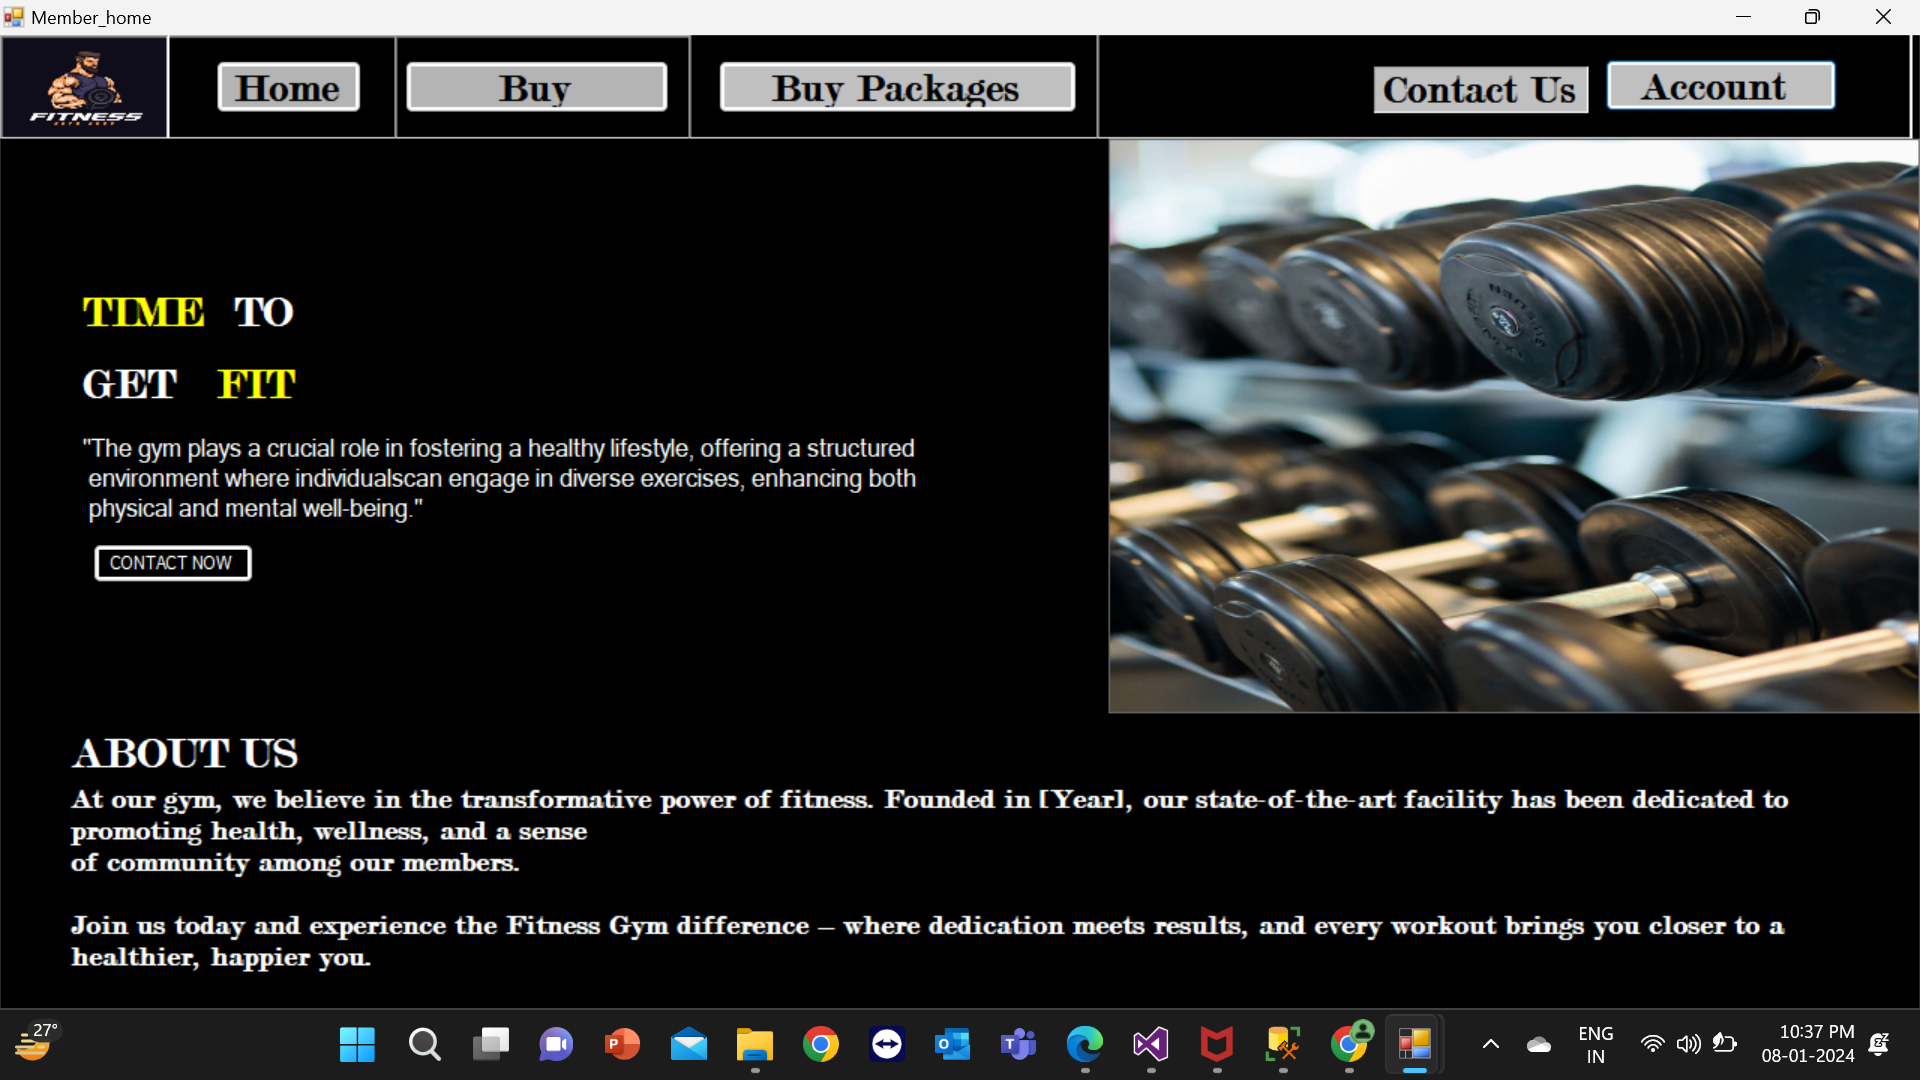 Member_home
FITNESS
Home
Buy
Buy Packages
Contact Us
Account
TIME TO
GET FIT
"The gym plays a crucial role in fostering a healthy lifestyle, offering a structured
environment where individualscan engage in diverse exercises, enhancing both
physical and mental well-being."
CONTACT NOW
ABOUT US
At our gym, we believe in the transformative power of fitness. Founded in [Year], our state-of-the-art facility has been dedicated to
promoting health, wellness, and a sense
of community among our members.
Join us today and experience the Fitness Gym difference – where dedication meets results, and every workout brings you closer to a
healthier, happier you.
27°
ENG
IN
10:37 PM
08-01-2024